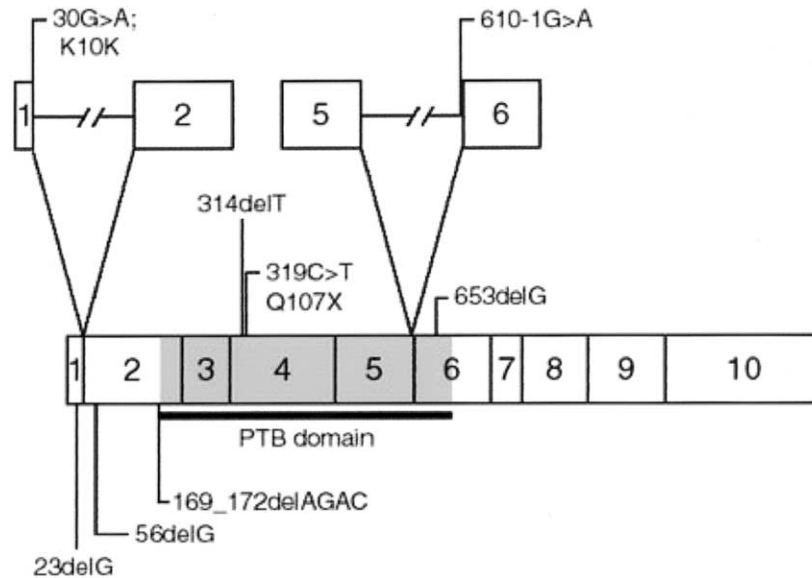 30G>A;
K10K
610-1G>A
1
2
5
6
314delT
319C>T
Q107X
653delG
1 2 3 4 5 6 7 8 9 10
PTB domain
169_172delAGAC
56delG
23delG